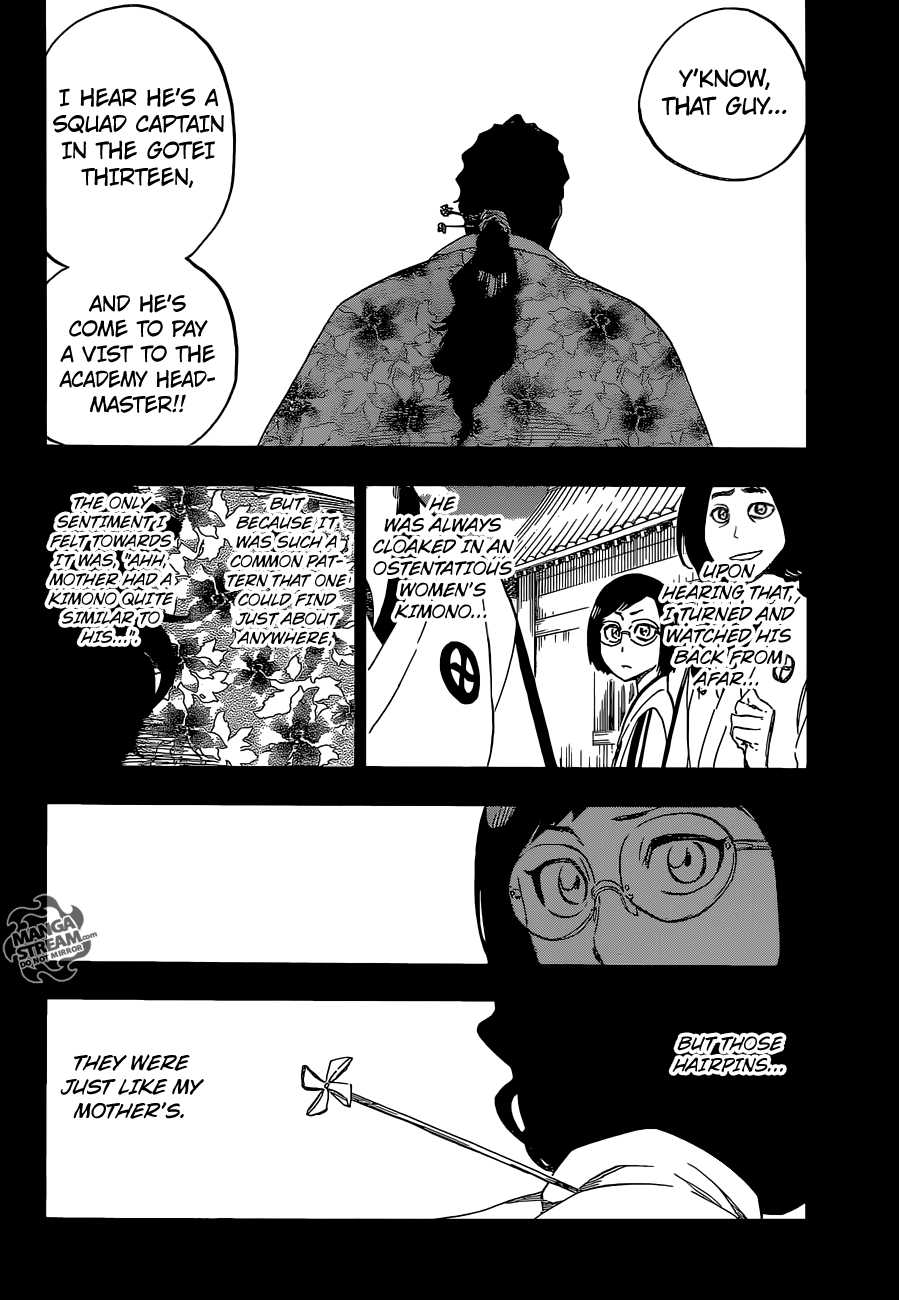 Y'KNOW,
THAT GUY...
I HEAR HE'S A
SQUAD CAPTAIN
IN THE GOTEI
THIRTEEN,
AND HE'S
COME TO PAY
A VIST TO THE
ACADEMY HEAD-
MASTER!!
UPON
HEARING THAT,
I TURNED AND
WATCHED HIS
BACK FROM
AFAR...
HE
WAS ALWAYS
CLOAKED IN AN
OSTENTATIOUS
WOMEN'S
KIMONO...
BUT
BECAUSE IT
WAS SUCH A
COMMON PAT-
TERN THAT ONE
COULD FIND
JUST ABOUT
ANYWHERE,
THE ONLY
SENTIMENT I
FELT TOWARDS
IT WAS, "AHH,
MOTHER HAD A
KIMONO QUITE
SIMILAR TO
HIS...".
MANGA
STREAM.com
DO NOT MIRROR
BUT THOSE
HAIRPINS...
THEY WERE
JUST LIKE MY
MOTHER'S.